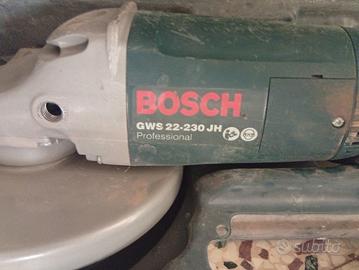 BOSCH
GWS 22-230 JH
Professional
subito